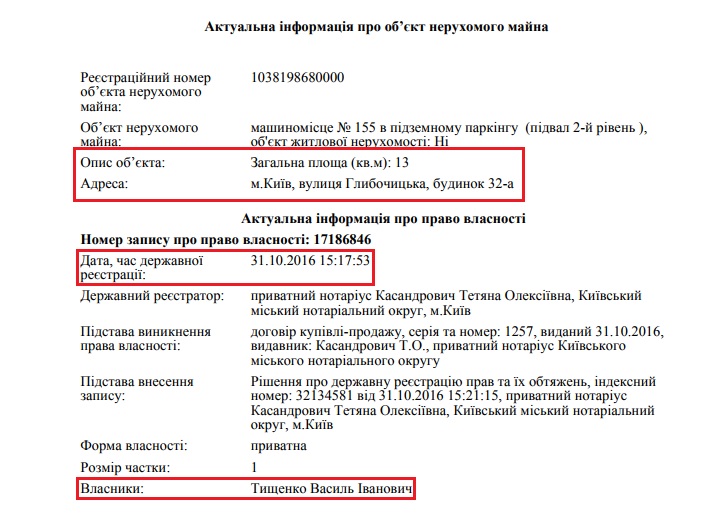 Актуальна інформація про об’єкт нерухомого майна
Реєстраційний номер об’єкта нерухомого майна: 1038198680000
Об’єкт нерухомого майна: машиномісце № 155 в підземному паркінгу (підвал 2-й рівень ), об'єкт житлової нерухомості: Ні
Опис об’єкта: Загальна площа (кв.м): 13
Адреса: м.Київ, вулиця Глибочицька, будинок 32-а
Актуальна інформація про право власності
Номер запису про право власності: 17186846
Дата, час державної реєстрації: 31.10.2016 15:17:53
Державний реєстратор: приватний нотаріус Касандрович Тетяна Олексіївна, Київський міський нотаріальний округ, м.Київ
Підстава виникнення права власності: договір купівлі-продажу, серія та номер: 1257, виданий 31.10.2016, видавник: Касандрович Т.О., приватний нотаріус Київського міського нотаріального округу
Підстава внесення запису: Рішення про державну реєстрацію прав та їх обтяжень, індексний номер: 32134581 від 31.10.2016 15:21:15, приватний нотаріус Касандрович Тетяна Олексіївна, Київський міський нотаріальний округ, м.Київ
Форма власності: приватна
Розмір частки: 1
Власники: Тищенко Василь Іванович